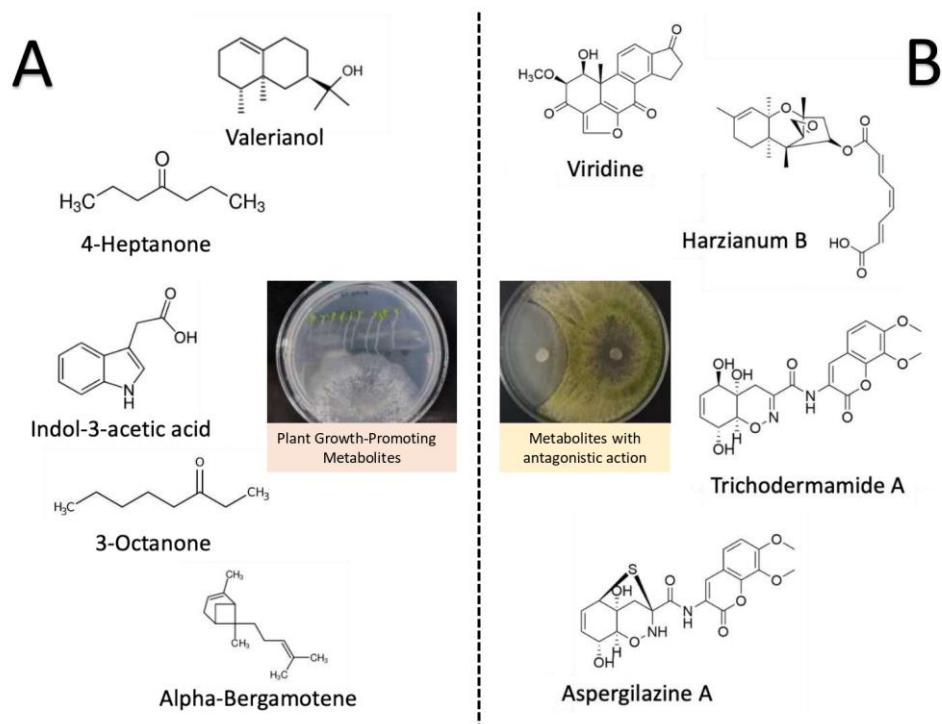 A
OH
Valerianol
O
H₃C
CH₃
4-Heptanone
O
OH
N
H
Indol-3-acetic acid
Plant Growth-Promoting
Metabolites
O
CH₃
H₃C
3-Octanone
CH₃
CH₃
CH₃
H₃C
Alpha-Bergamotene
B
O
OH
H₃CO
O
O
O
Viridine
O
O
O
O
HO
O
Harzianum B
Metabolites with
antagonistic action
O
O
OH
OH
O
N
H
O
O
O
N
H
OH
Trichodermamide A
S
OH
O
O
O
N
H
O
O
O
NH
H
OH
Aspergilazine A